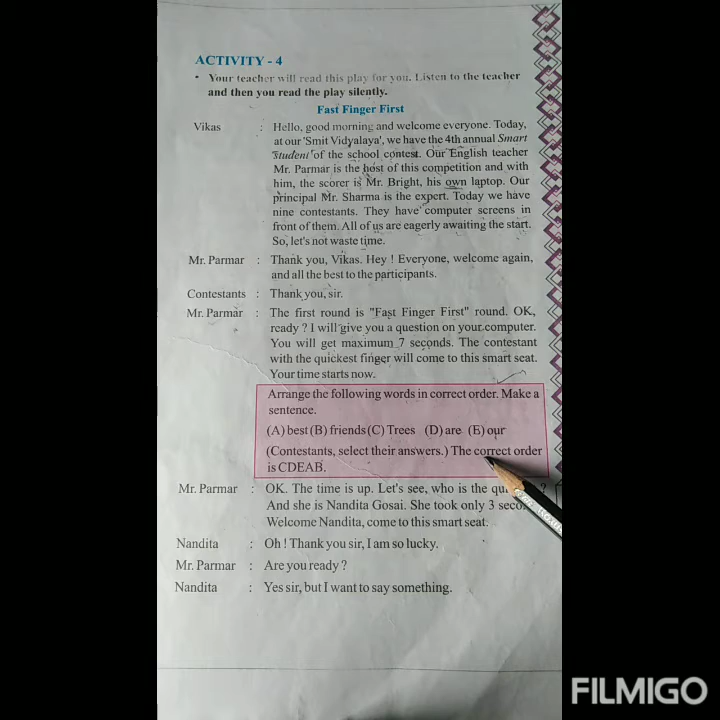 ACTIVITY - 4
• Your teacher will read this play for you. Listen to the teacher
and then you read the play silently.
Fast Finger First
Vikas : Hello, good morning and welcome everyone. Today,
at our 'Smit Vidyalaya', we have the 4th annual Smart
Student of the school contest. Our English teacher
Mr. Parmar is the host of this competition and with
him, the scorer is Mr. Bright, his own laptop. Our
principal Mr. Sharma is the expert. Today we have
nine contestants. They have computer screens in
front of them. All of us are eagerly awaiting the start.
So, let's not waste time.
Mr. Parmar : Thank you, Vikas. Hey ! Everyone, welcome again,
and all the best to the participants.
Contestants : Thank you, sir.
Mr. Parmar : The first round is "Fast Finger First" round. OK,
ready ? I will give you a question on your computer.
You will get maximum 7 seconds. The contestant
with the quickest finger will come to this smart seat.
Your time starts now.
Arrange the following words in correct order. Make a
sentence.
(A) best (B) friends (C) Trees (D) are (E) our
(Contestants, select their answers.) The correct order
is CDEAB.
Mr. Parmar : OK. The time is up. Let's see, who is the ?
And she is Nandita Gosai. She took only 3
Welcome Nandita, come to this smart seat.
Nandita : Oh ! Thank you sir, I am so lucky.
Mr. Parmar : Are you ready ?
Nandita : Yes sir, but I want to say something.
FILMIGO